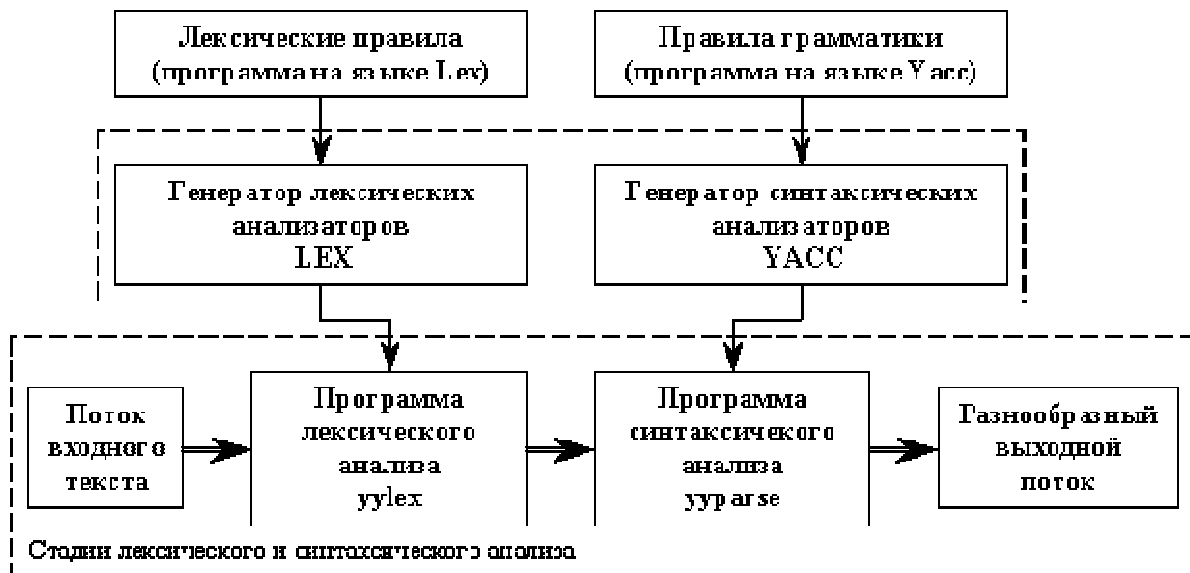 Лексические правила
(программа на языке Lex)
Правила грамматики
(программа на языке Yacc)
Генератор лексических
анализаторов
LEX
Генератор синтаксических
анализаторов
YACC
Поток
входного
текста
Программа
лексического
анализа
yylex
Программа
синтаксичекого
анализа
yyparse
Газнообразный
выходной
поток
Стадии лексического и синтаксического анализа